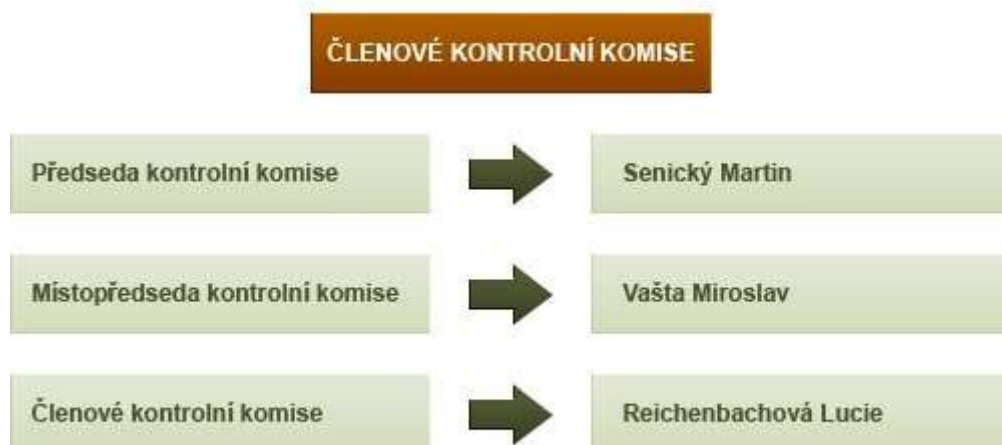 ČLENOVÉ KONTROLNÍ KOMISE
Předseda kontrolní komise
Senický Martin
Místopředseda kontrolní komise
Vašta Miroslav
Členové kontrolní komise
Reichenbachová Lucie